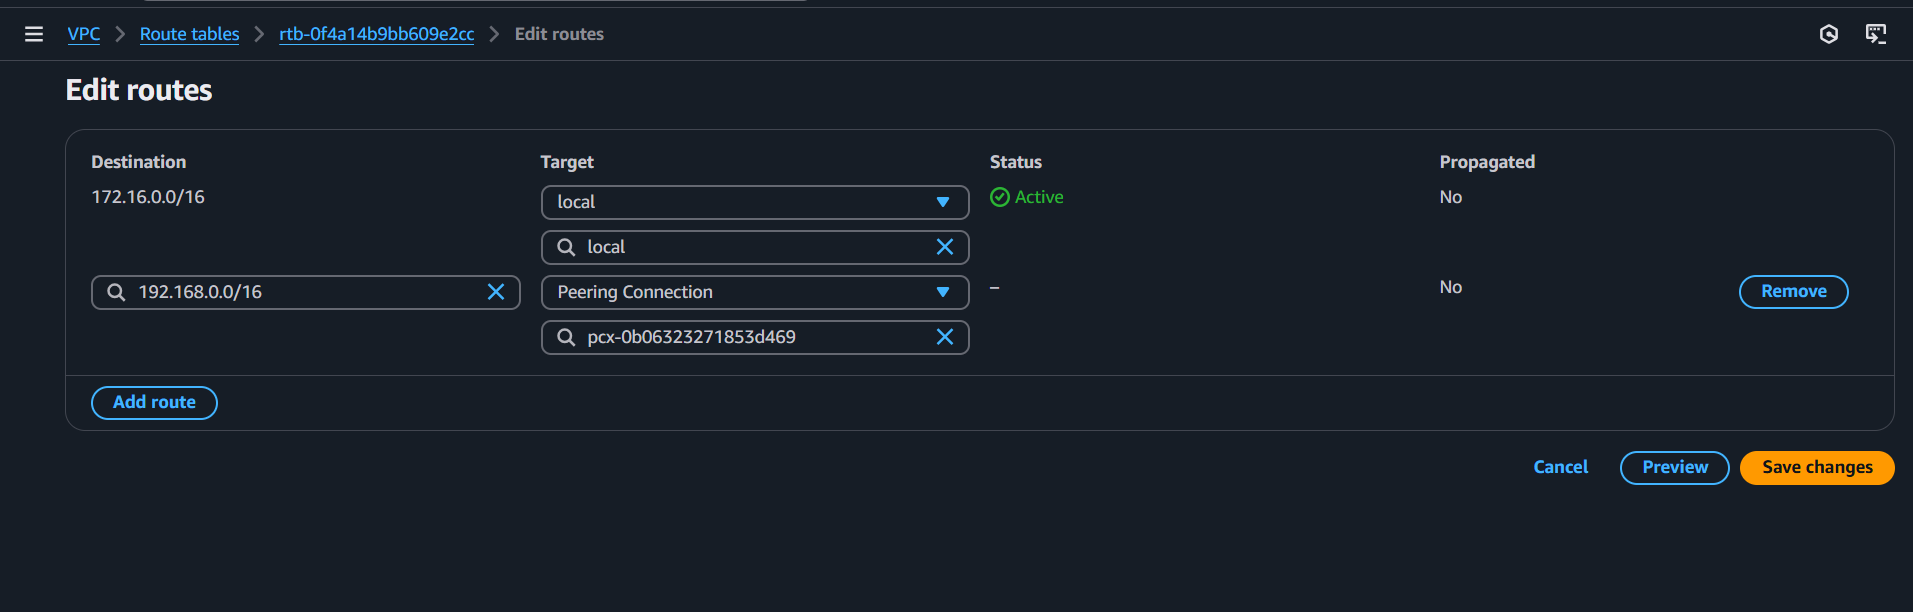 VPC > Route tables > rtb-0f4a14b9bb609e2cc > Edit routes
Edit routes
Destination Target Status Propagated
172.16.0.0/16 local Active No
local
192.168.0.0/16 Peering Connection – No Remove
pcx-0b06323271853d469
Add route
Cancel Preview Save changes